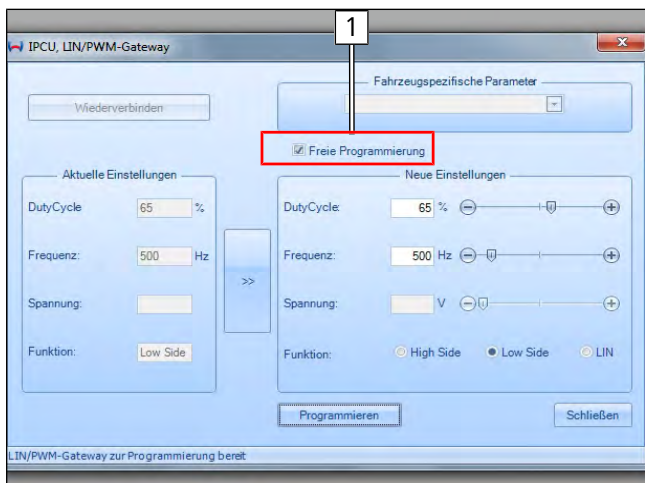 1
IPCU, LIN/PWM-Gateway
x
Wiederverbinden
Fahrzeugspezifische Parameter
Freie Programmierung
Aktuelle Einstellungen
DutyCycle 65 %
Frequenz: 500 Hz
Spannung:
Funktion: Low Side
>>
Neue Einstellungen
DutyCycle: 65 %
Frequenz: 500 Hz
Spannung: V
Funktion: High Side Low Side LIN
Programmieren
Schließen
LIN/PWM-Gateway zur Programmierung bereit